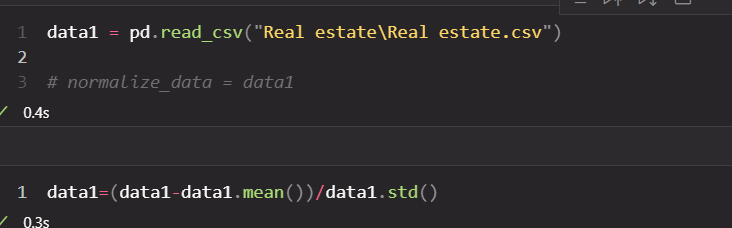 1 data1 = pd.read_csv("Real estate\Real estate.csv")
2
3 # normalize_data = data1
0.4s
1 data1=(data1-data1.mean())/data1.std()
0.3s